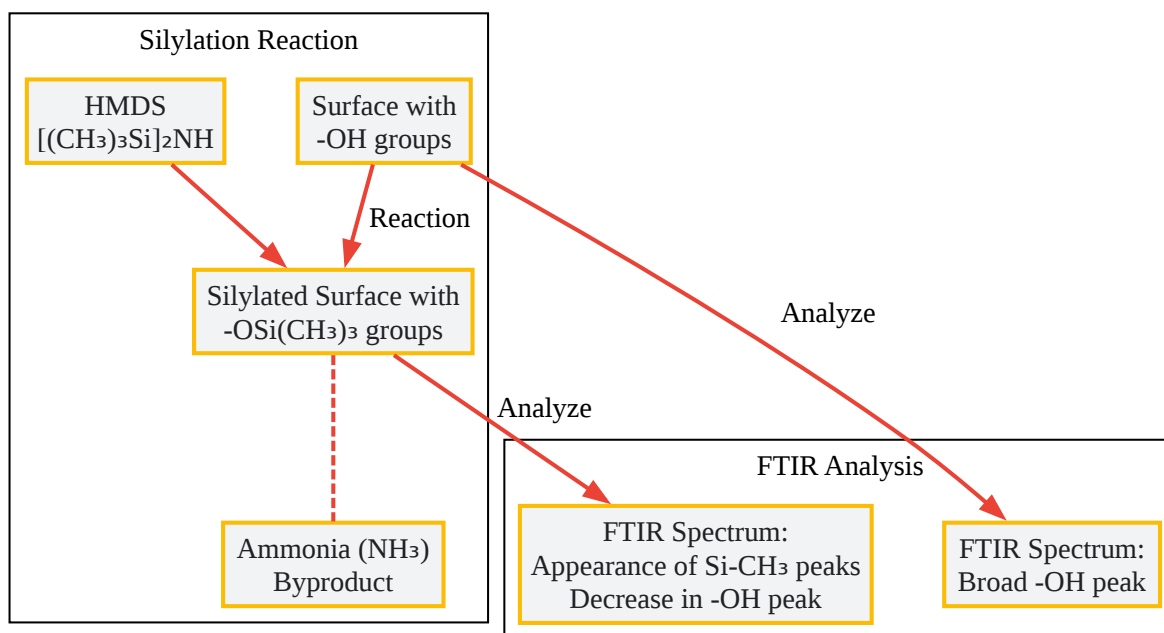 Silylation Reaction
HMDS
[(CH₃)₃Si]₂NH
Surface with
-OH groups
Reaction
Silylated Surface with
-OSi(CH₃)₃ groups
Analyze
Analyze
FTIR Analysis
Ammonia (NH₃)
Byproduct
FTIR Spectrum:
Appearance of Si-CH₃ peaks
Decrease in -OH peak
FTIR Spectrum:
Broad -OH peak